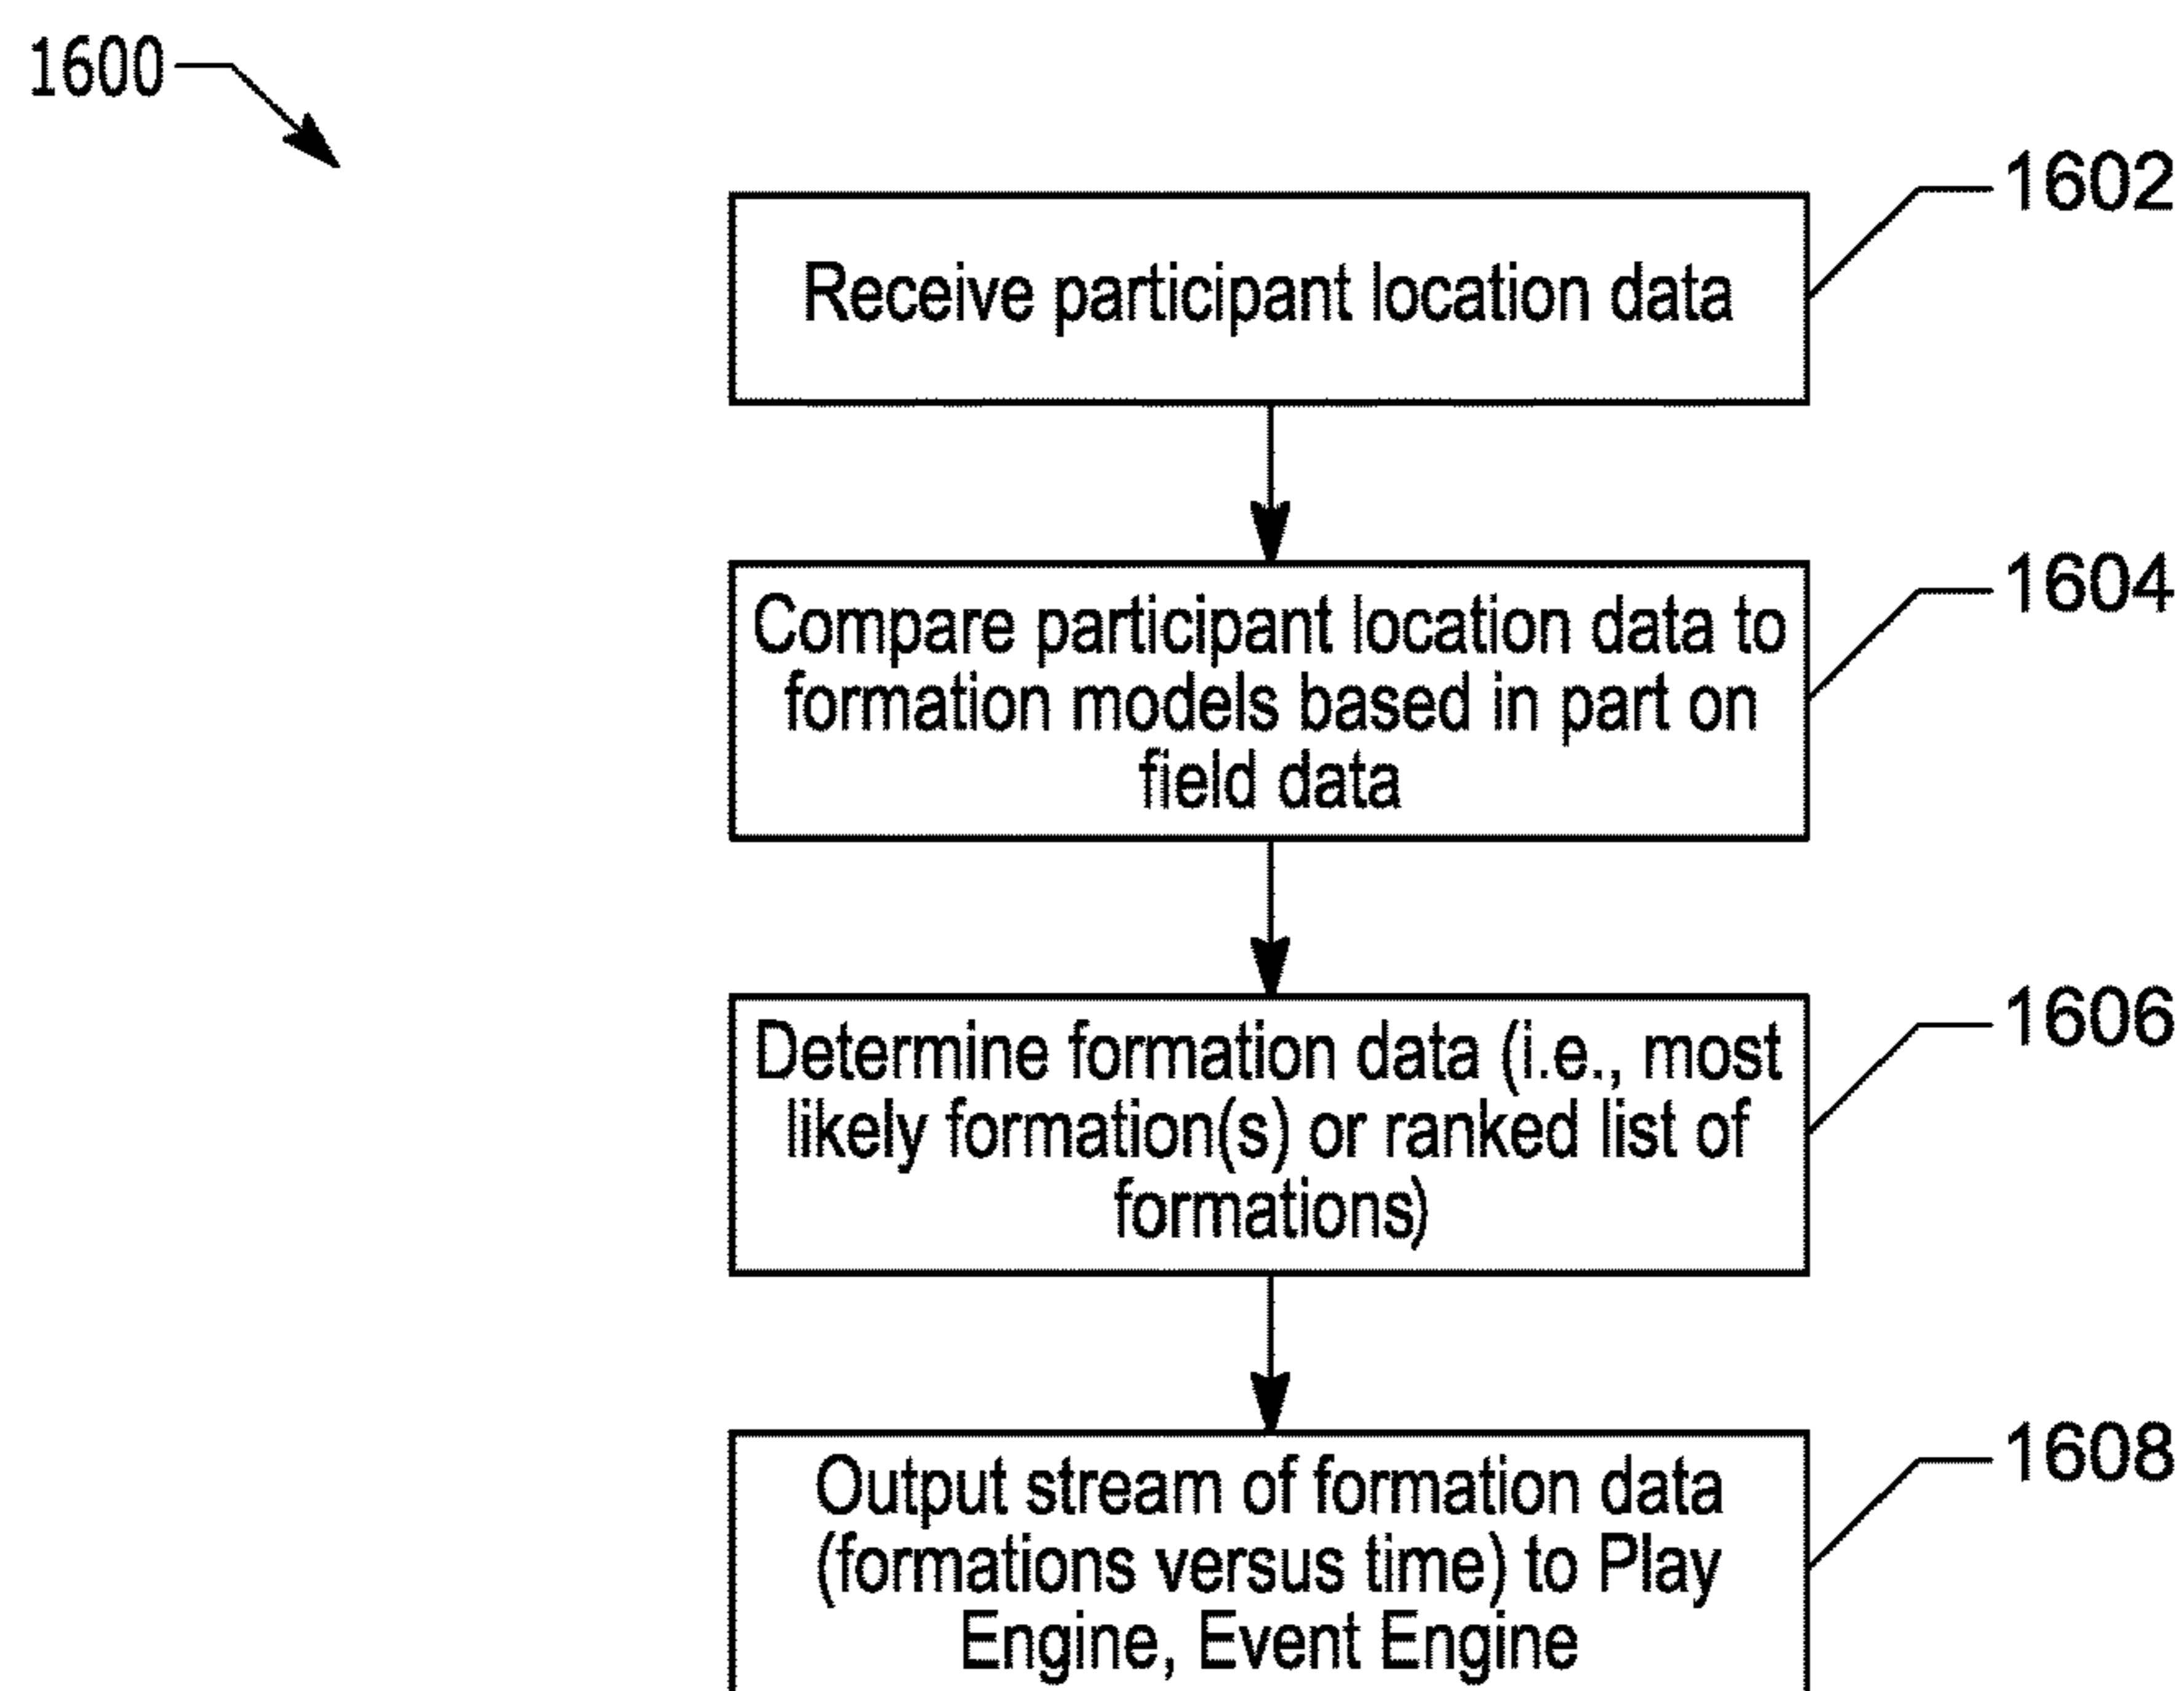 1600
1602
Receive participant location data
1604
Compare participant location data to
formation models based in part on
field data
1606
Determine formation data (i.e., most
likely formation(s) or ranked list of
formations)
1608
Output stream of formation data
(formations versus time) to Play
Engine, Event Engine